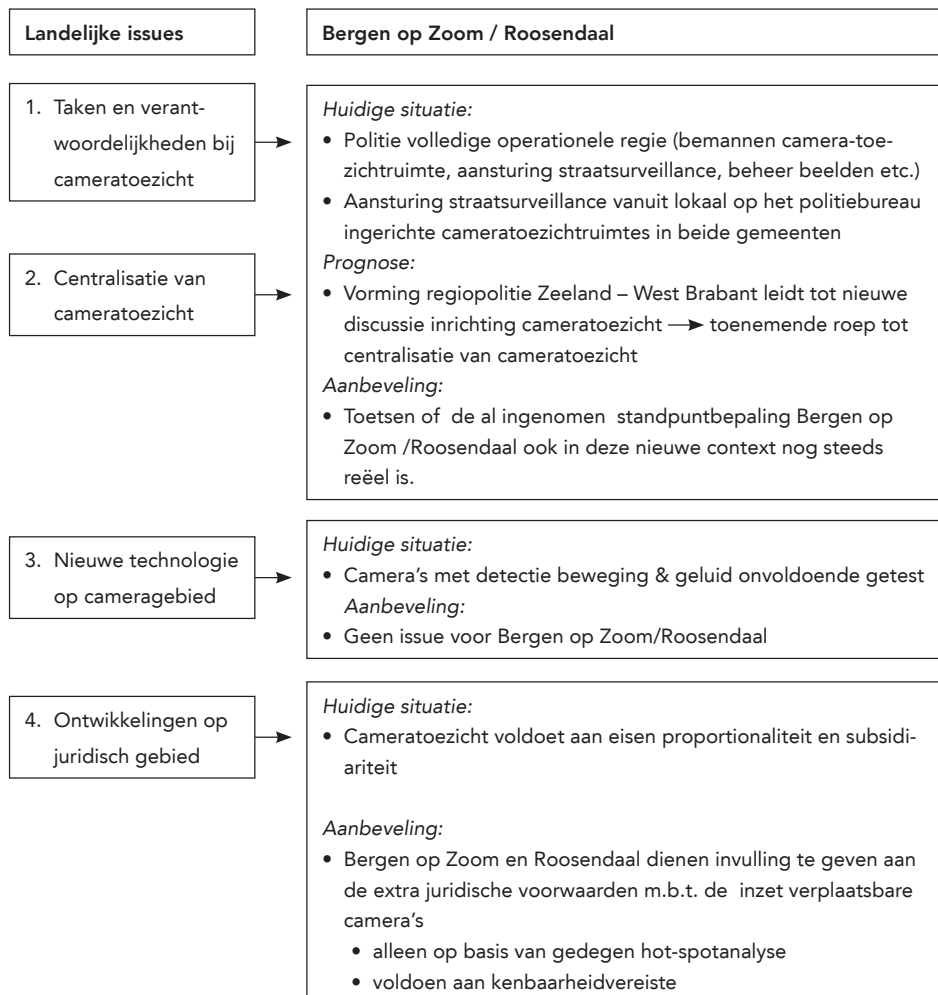 Landelijke issues
Bergen op Zoom / Roosendaal
1. Taken en verant-
woordelijkheden bij
cameratoezicht
2. Centralisatie van
cameratoezicht
Huidige situatie:
• Politie volledige operationele regie (bemannen camera-toe-
zichtruimte, aansturing straatsurveillance, beheer beelden etc.)
• Aansturing straatsurveillance vanuit lokaal op het politiebureau
ingerichte cameratoezichtruimtes in beide gemeenten
Prognose:
• Vorming regiopolitie Zeeland – West Brabant leidt tot nieuwe
discussie inrichting cameratoezicht → toenemende roep tot
centralisatie van cameratoezicht
Aanbeveling:
• Toetsen of de al ingenomen standpuntbepaling Bergen op
Zoom /Roosendaal ook in deze nieuwe context nog steeds
reëel is.
3. Nieuwe technologie
op cameragebied
Huidige situatie:
• Camera's met detectie beweging & geluid onvoldoende getest
Aanbeveling:
• Geen issue voor Bergen op Zoom/Roosendaal
4. Ontwikkelingen op
juridisch gebied
Huidige situatie:
• Cameratoezicht voldoet aan eisen proportionaliteit en subsidi-
ariteit
Aanbeveling:
• Bergen op Zoom en Roosendaal dienen invulling te geven aan
de extra juridische voorwaarden m.b.t. de inzet verplaatsbare
camera's
• alleen op basis van gedegen hot-spotanalyse
• voldoen aan kenbaarheidvereiste